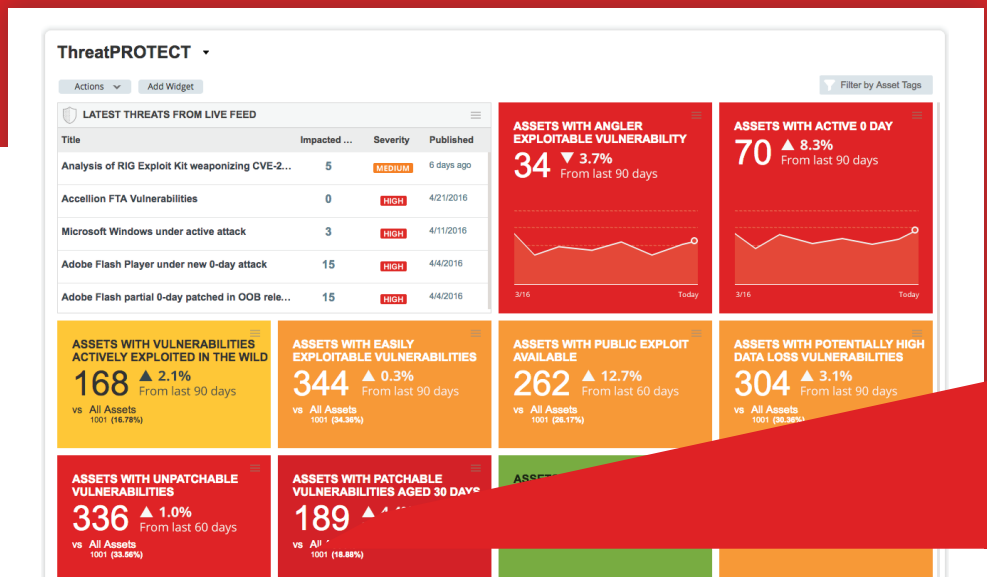 ThreatPROTECT
Actions
Add Widget
Filter by Asset Tags
LATEST THREATS FROM LIVE FEED
Title Impacted ... Severity Published
Analysis of RIG Exploit Kit weaponizing CVE-2... 5 MEDIUM 6 days ago
Accellion FTA Vulnerabilities 0 HIGH 4/21/2016
Microsoft Windows under active attack 3 HIGH 4/11/2016
Adobe Flash Player under new 0-day attack 15 HIGH 4/4/2016
Adobe Flash partial 0-day patched in OOB rele... 15 HIGH 4/4/2016
ASSETS WITH ANGLER
EXPLOITABLE VULNERABILITY
34 ▼ 3.7%
From last 90 days
3/16 Today
ASSETS WITH ACTIVE 0 DAY
70 ▲ 8.3%
From last 90 days
3/16 Today
ASSETS WITH VULNERABILITIES
ACTIVELY EXPLOITED IN THE WILD
168 ▲ 2.1%
From last 90 days
vs All Assets
1001 (16.78%)
ASSETS WITH EASILY
EXPLOITABLE VULNERABILITIES
344 ▲ 0.3%
From last 90 days
vs All Assets
1001 (34.36%)
ASSETS WITH PUBLIC EXPLOIT
AVAILABLE
262 ▲ 12.7%
From last 60 days
vs All Assets
1001 (26.17%)
ASSETS WITH POTENTIALLY HIGH
DATA LOSS VULNERABILITIES
304 ▲ 3.1%
From last 90 days
vs All Assets
1001 (30.36%)
ASSETS WITH UNPATCHABLE
VULNERABILITIES
336 ▲ 1.0%
From last 60 days
vs All Assets
1001 (33.56%)
ASSETS WITH PATCHABLE
VULNERABILITIES AGED 30 DAYS
189 ▲
vs All
1001 (18.88%)